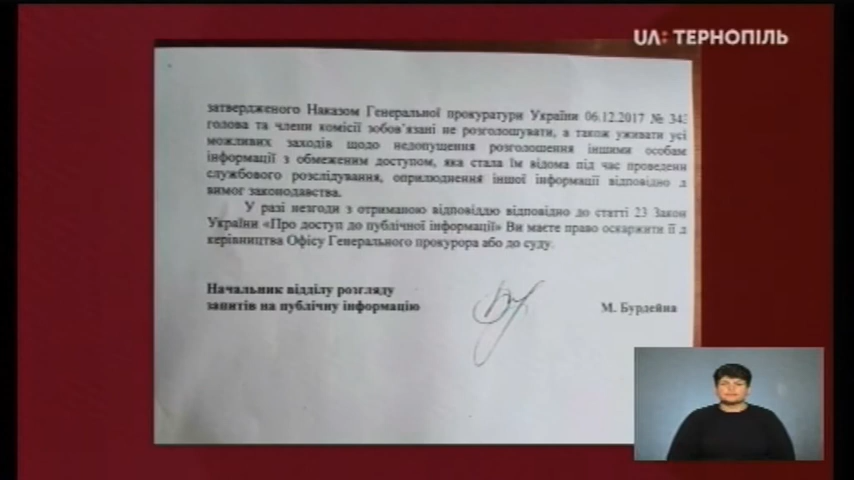 UA: ТЕРНОПІЛЬ
затвердженого Наказом Генеральної прокуратури України 06.12.2017 № 343
голова та члени комісії зобов’язані не розголошувати, а також уживати усі
можливих заходів щодо недопущення розголошення іншими особам
інформації з обмеженим доступом, яка стала їм відома під час проведенн
службового розслідування, оприлюднення іншої інформації відповідно д
вимог законодавства.
У разі незгоди з отриманою відповіддю відповідно до статті 23 Закон
України «Про доступ до публічної інформації» Ви маєте право оскаржити її д
керівництва Офісу Генерального прокурора або до суду.
Начальник відділу розгляду
запитів на публічну інформацію
М. Бурдейна